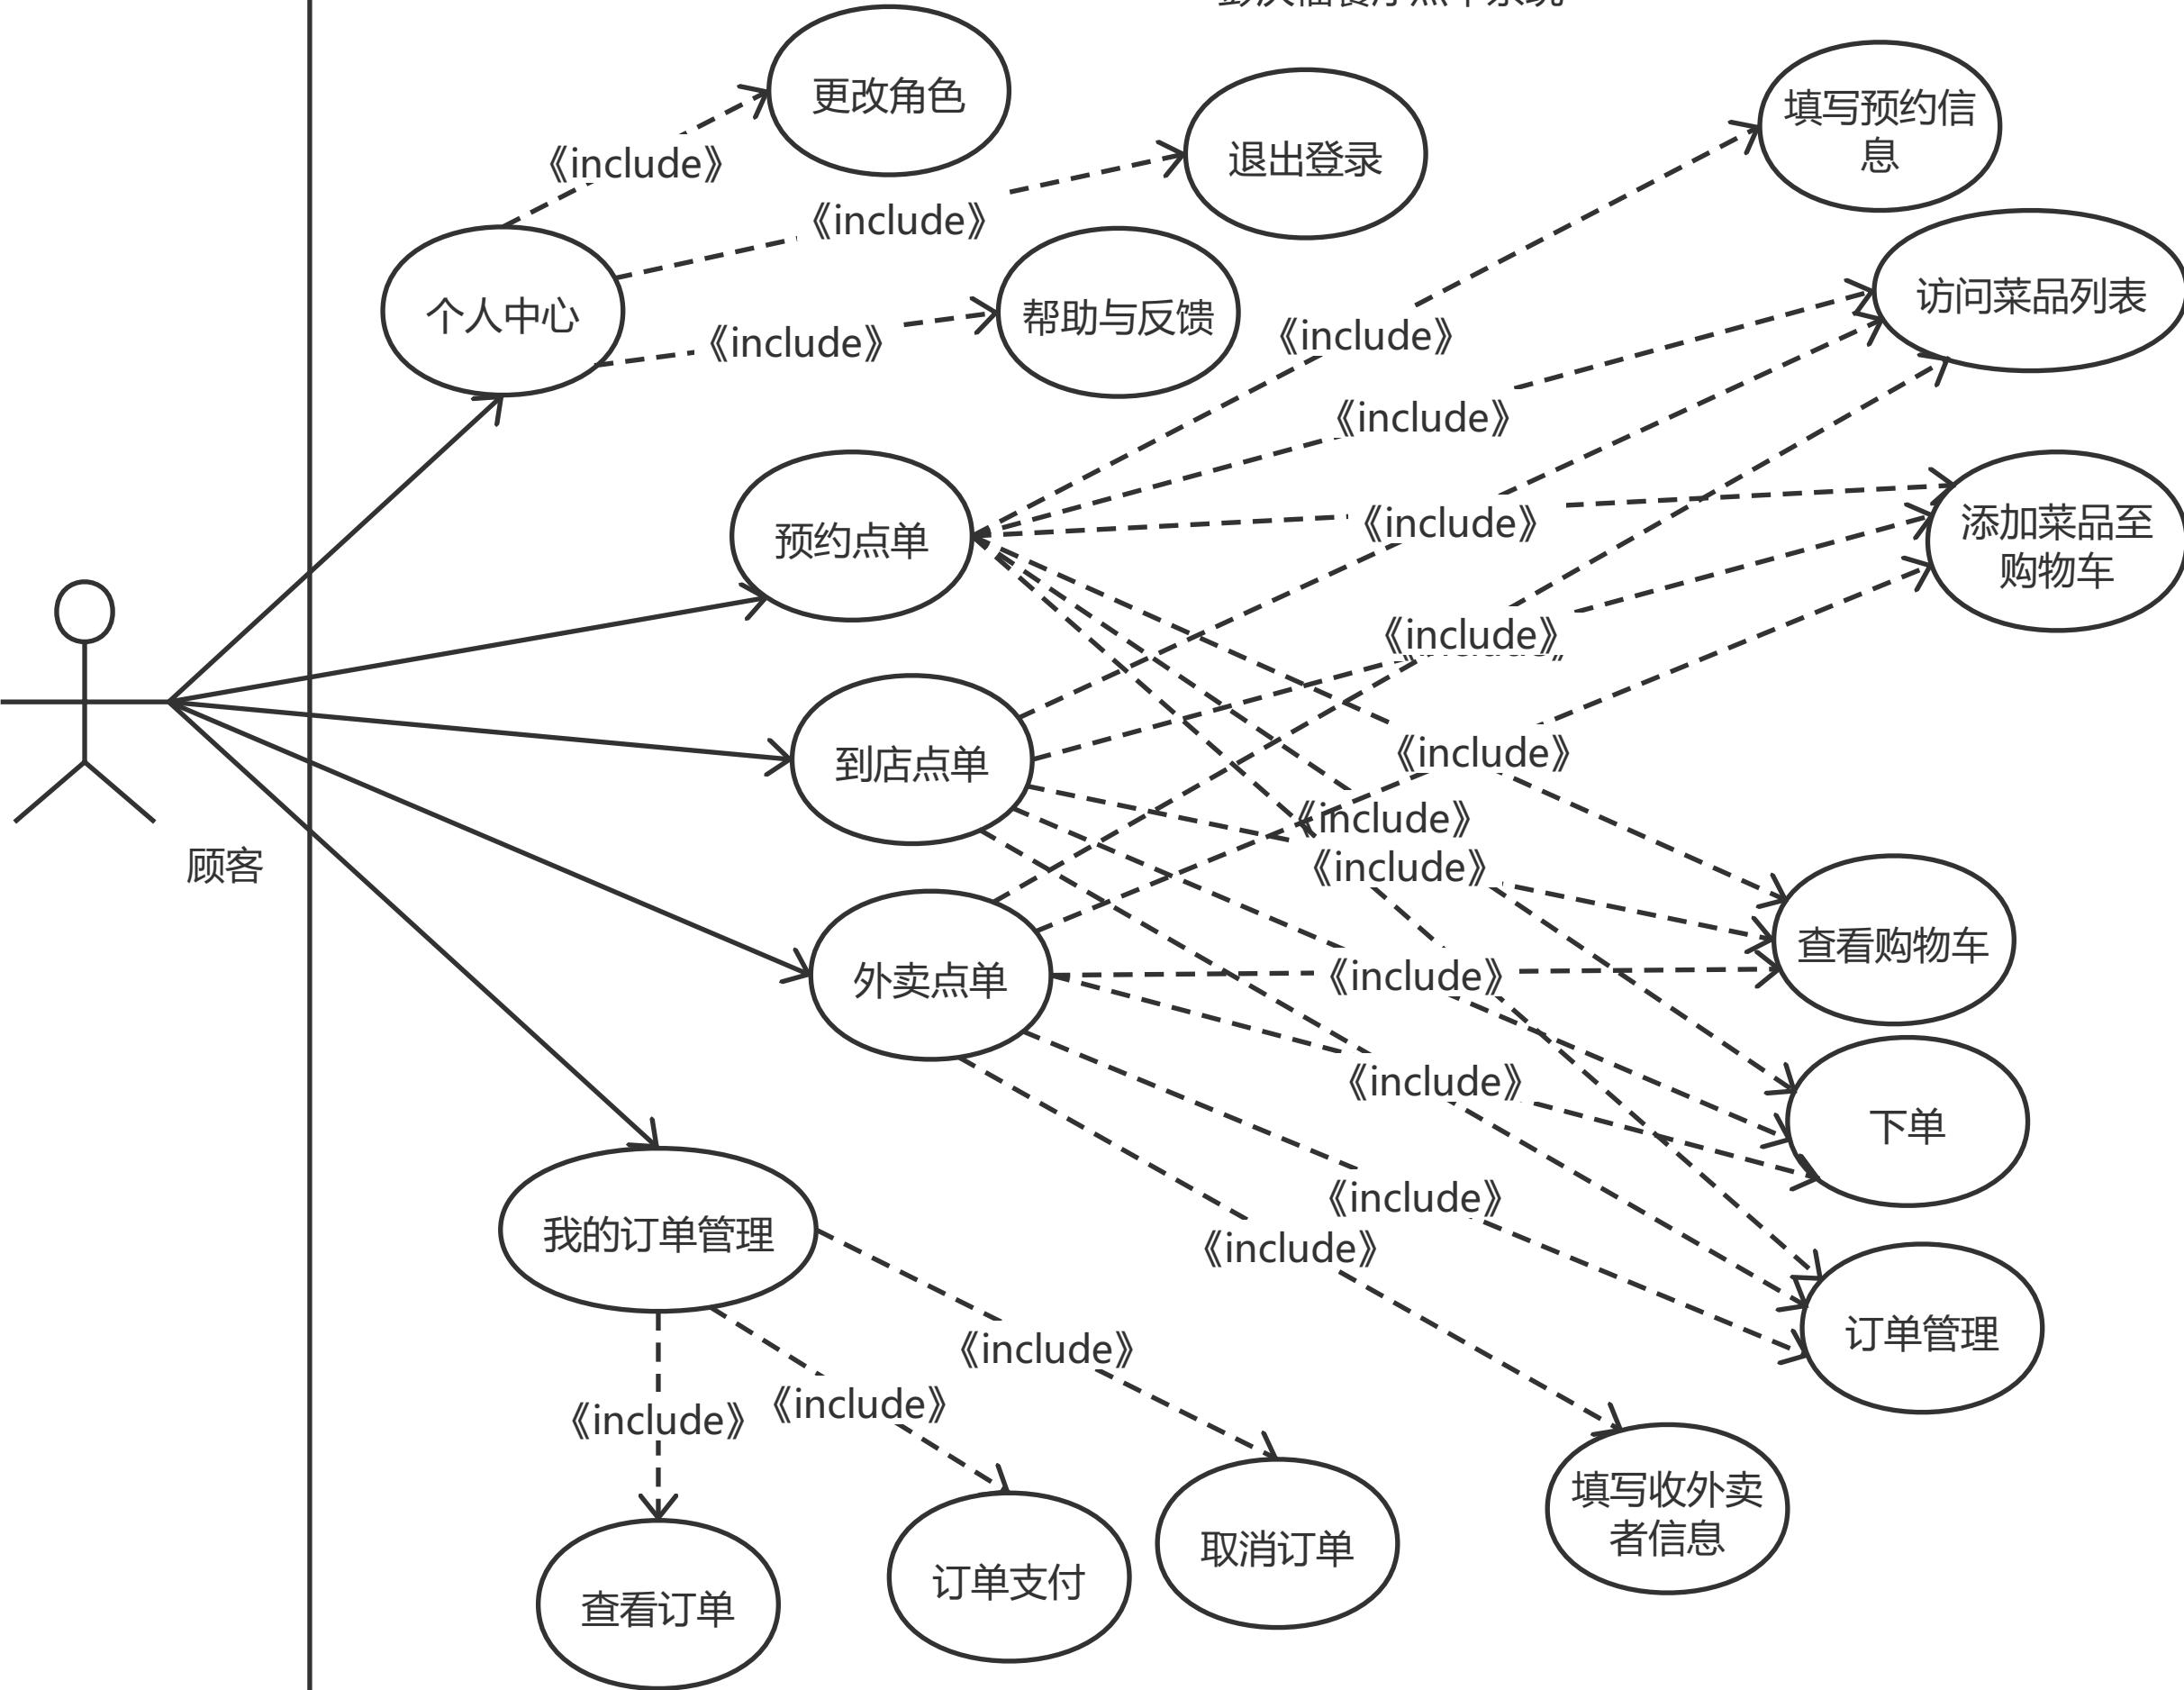 更改角色
填写预约信
息
《include》
退出登录
《include》
访问菜品列表
个人中心
帮助与反馈
《include》
《include》
《include》
预约点单
《include》
添加菜品至
购物车
《include》
到店点单
《include》
《include》
顾客
《include》
查看购物车
外卖点单
《include》
《include》
下单
《include》
我的订单管理
《include》
订单管理
《include》
《include》
《include》
填写收外卖
者信息
取消订单
订单支付
查看订单